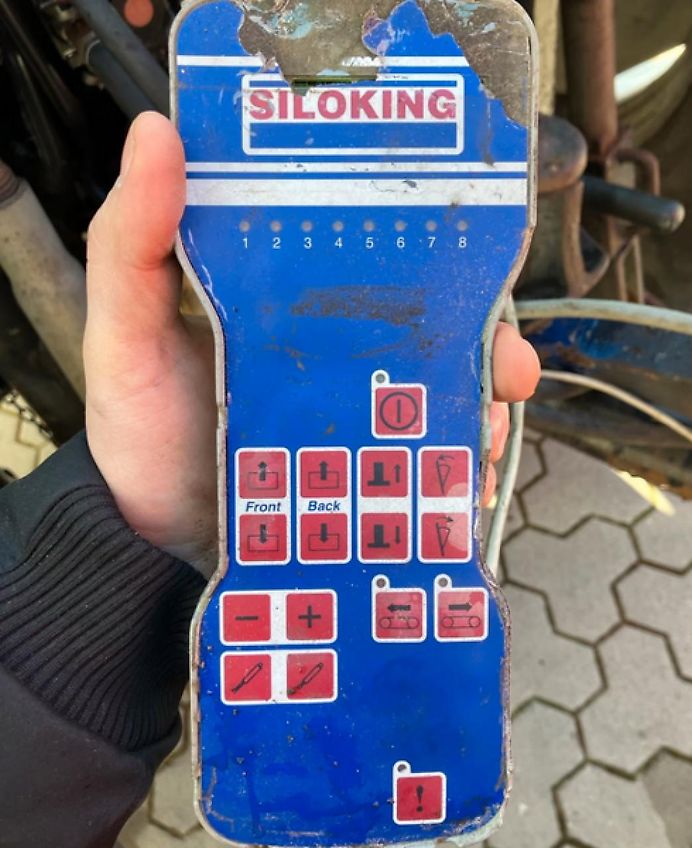 SILOKING
1 2 3 4 5 6 7 8
Front Back
− +
!